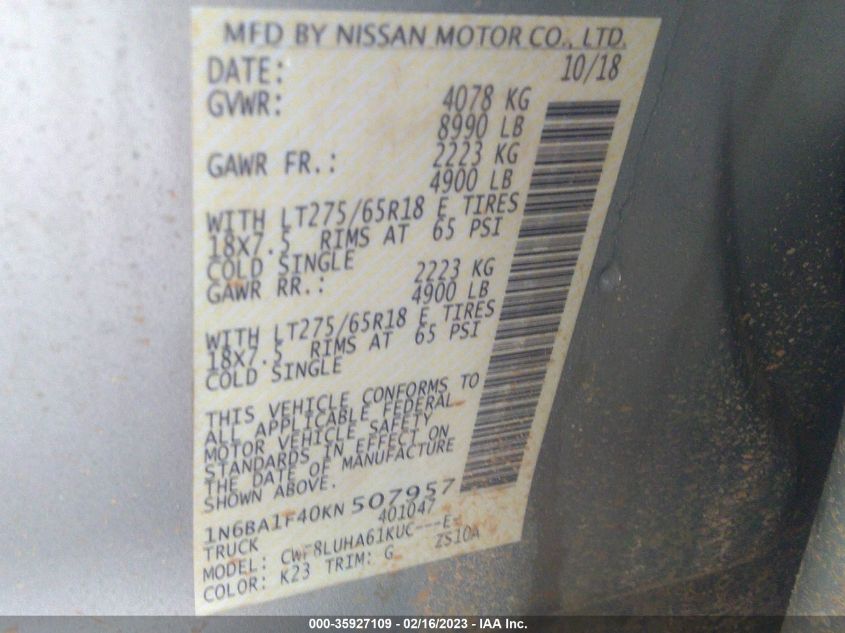 MFD BY NISSAN MOTOR CO., LTD.
DATE: 10/18
GVWR: 4078 KG
8990 LB
GAWR FR.: 2223 KG
4900 LB
WITH LT275/65R18 E TIRES
18X7.5 RIMS AT 65 PSI
COLD SINGLE
GAWR RR.: 2223 KG
4900 LB
WITH LT275/65R18 E TIRES
18X7.5 RIMS AT 65 PSI
COLD SINGLE
THIS VEHICLE CONFORMS TO
ALL APPLICABLE FEDERAL
MOTOR VEHICLE SAFETY
STANDARDS IN EFFECT ON
THE DATE OF MANUFACTURE
SHOWN ABOVE.
1N6BA1F40KN507957
TRUCK 401047
MODEL: CWF8LUHA61KUC---E-
COLOR: K23 TRIM: G ZS10A
000-35927109 - 02/16/2023 - IAA Inc.